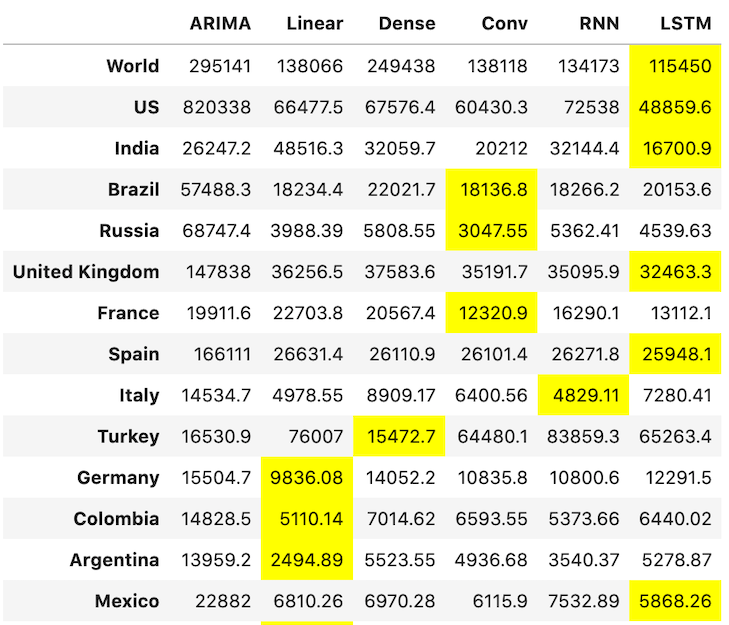 ARIMA Linear Dense Conv RNN LSTM
World 295141 138066 249438 138118 134173 115450
US 820338 66477.5 67576.4 60430.3 72538 48859.6
India 26247.2 48516.3 32059.7 20212 32144.4 16700.9
Brazil 57488.3 18234.4 22021.7 18136.8 18266.2 20153.6
Russia 68747.4 3988.39 5808.55 3047.55 5362.41 4539.63
United Kingdom 147838 36256.5 37583.6 35191.7 35095.9 32463.3
France 19911.6 22703.8 20567.4 12320.9 16290.1 13112.1
Spain 166111 26631.4 26110.9 26101.4 26271.8 25948.1
Italy 14534.7 4978.55 8909.17 6400.56 4829.11 7280.41
Turkey 16530.9 76007 15472.7 64480.1 83859.3 65263.4
Germany 15504.7 9836.08 14052.2 10835.8 10800.6 12291.5
Colombia 14828.5 5110.14 7014.62 6593.55 5373.66 6440.02
Argentina 13959.2 2494.89 5523.55 4936.68 3540.37 5278.87
Mexico 22882 6810.26 6970.28 6115.9 7532.89 5868.26